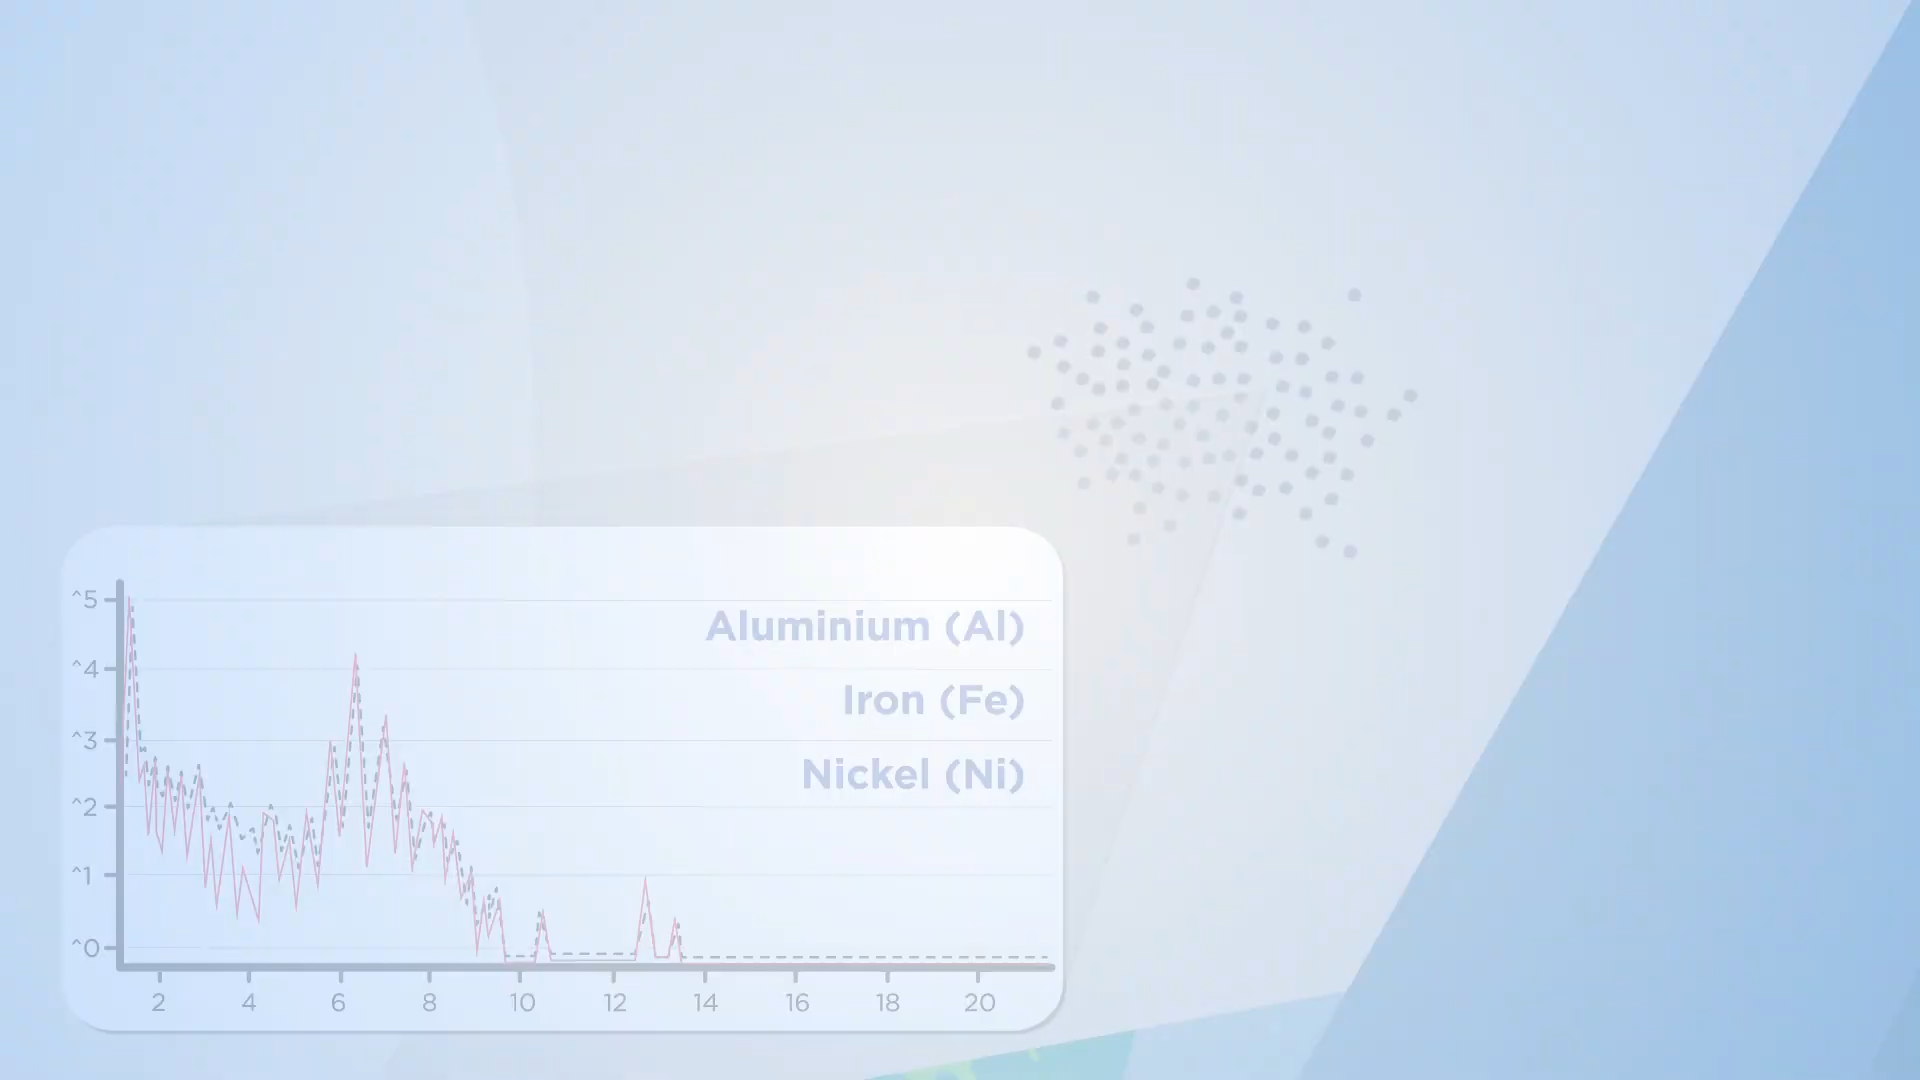 ^5
Aluminium (Al)
^4
Iron (Fe)
^3
Nickel (Ni)
^2
^1
^0
2 4 6 8 10 12 14 16 18 20